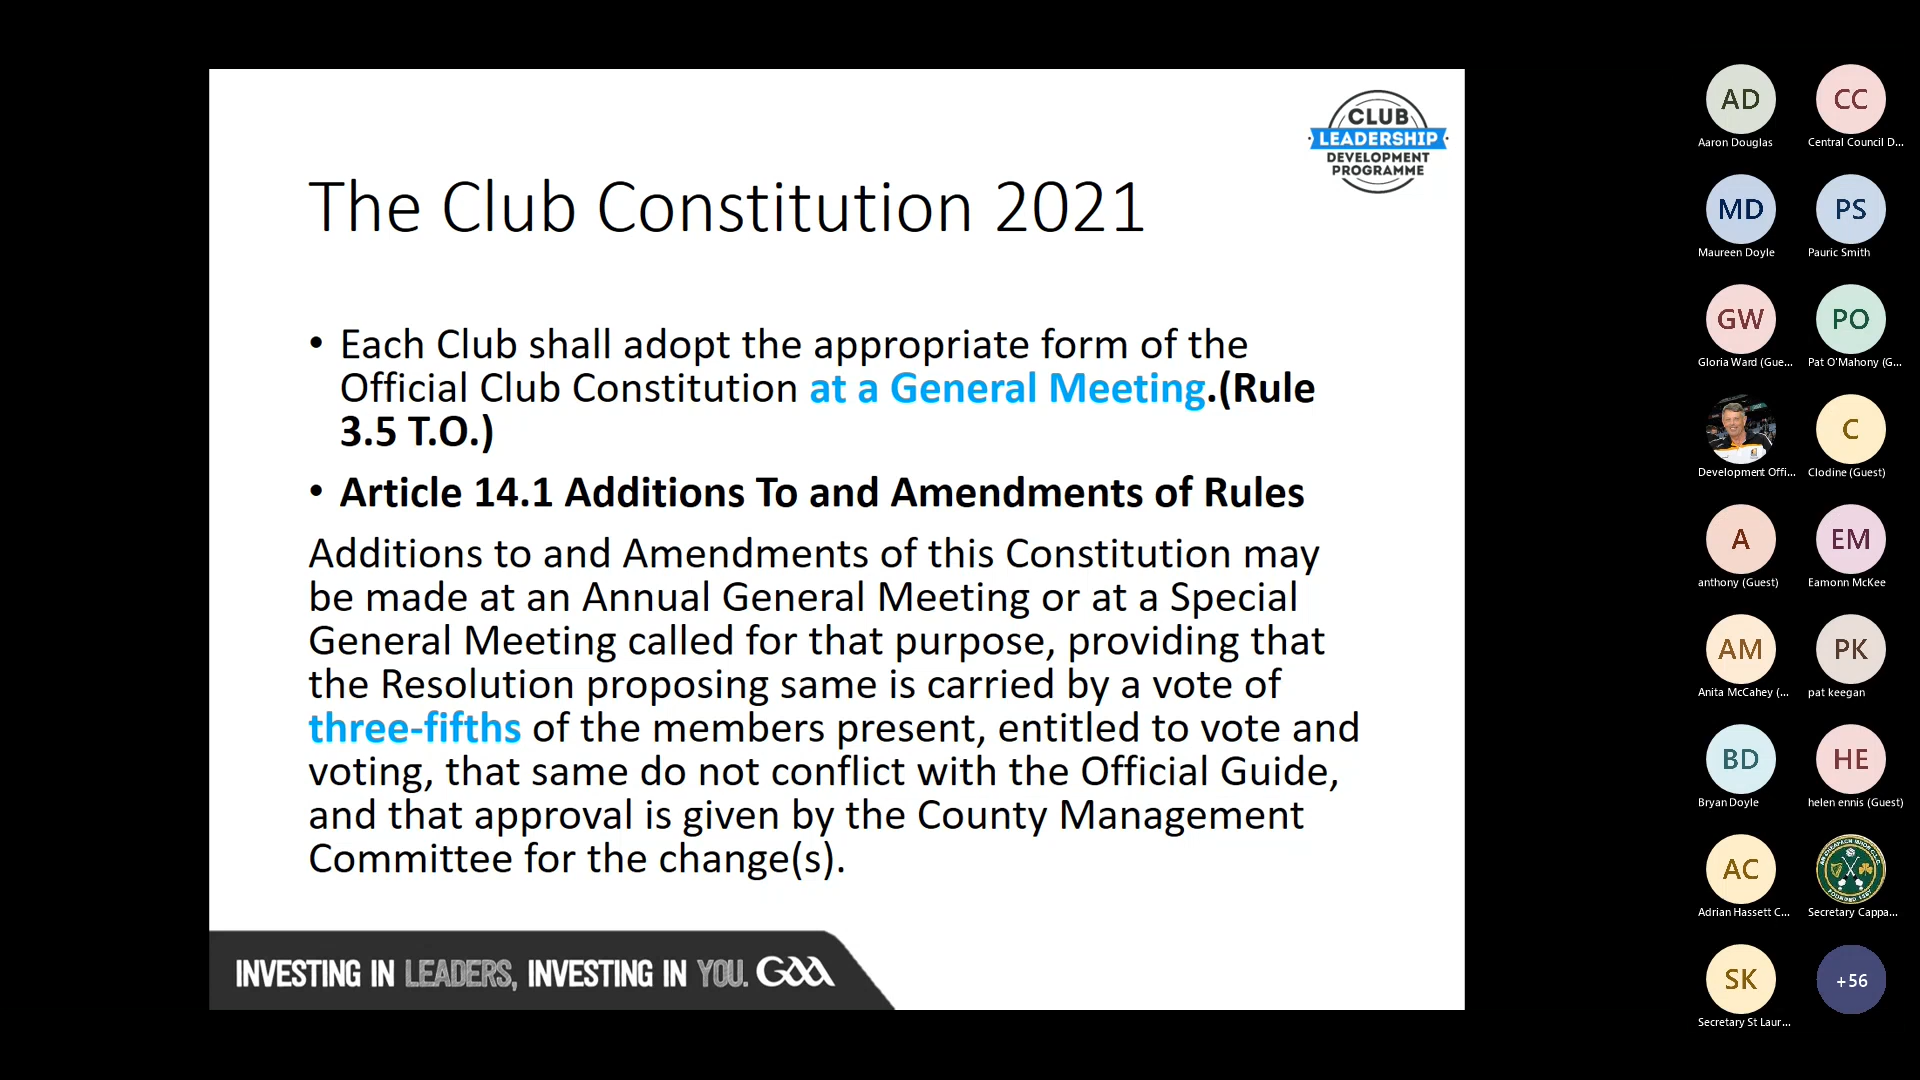 CLUB
LEADERSHIP
DEVELOPMENT
PROGRAMME
The Club Constitution 2021
• Each Club shall adopt the appropriate form of the
Official Club Constitution at a General Meeting.(Rule
3.5 T.O.)
• Article 14.1 Additions To and Amendments of Rules
Additions to and Amendments of this Constitution may
be made at an Annual General Meeting or at a Special
General Meeting called for that purpose, providing that
the Resolution proposing same is carried by a vote of
three-fifths of the members present, entitled to vote and
voting, that same do not conflict with the Official Guide,
and that approval is given by the County Management
Committee for the change(s).
INVESTING IN LEADERS, INVESTING IN YOU. GAA
AD
Aaron Douglas
CC
Central Council D...
MD
Maureen Doyle
PS
Pauric Smith
GW
Gloria Ward (Gue...
PO
Pat O'Mahony (G...
Development Offi...
C
Clodine (Guest)
A
anthony (Guest)
EM
Eamonn McKee
AM
Anita McCahey (...
PK
pat keegan
BD
Bryan Doyle
HE
helen ennis (Guest)
AC
Adrian Hassett C...
Secretary Cappa...
SK
Secretary St Laur...
+56